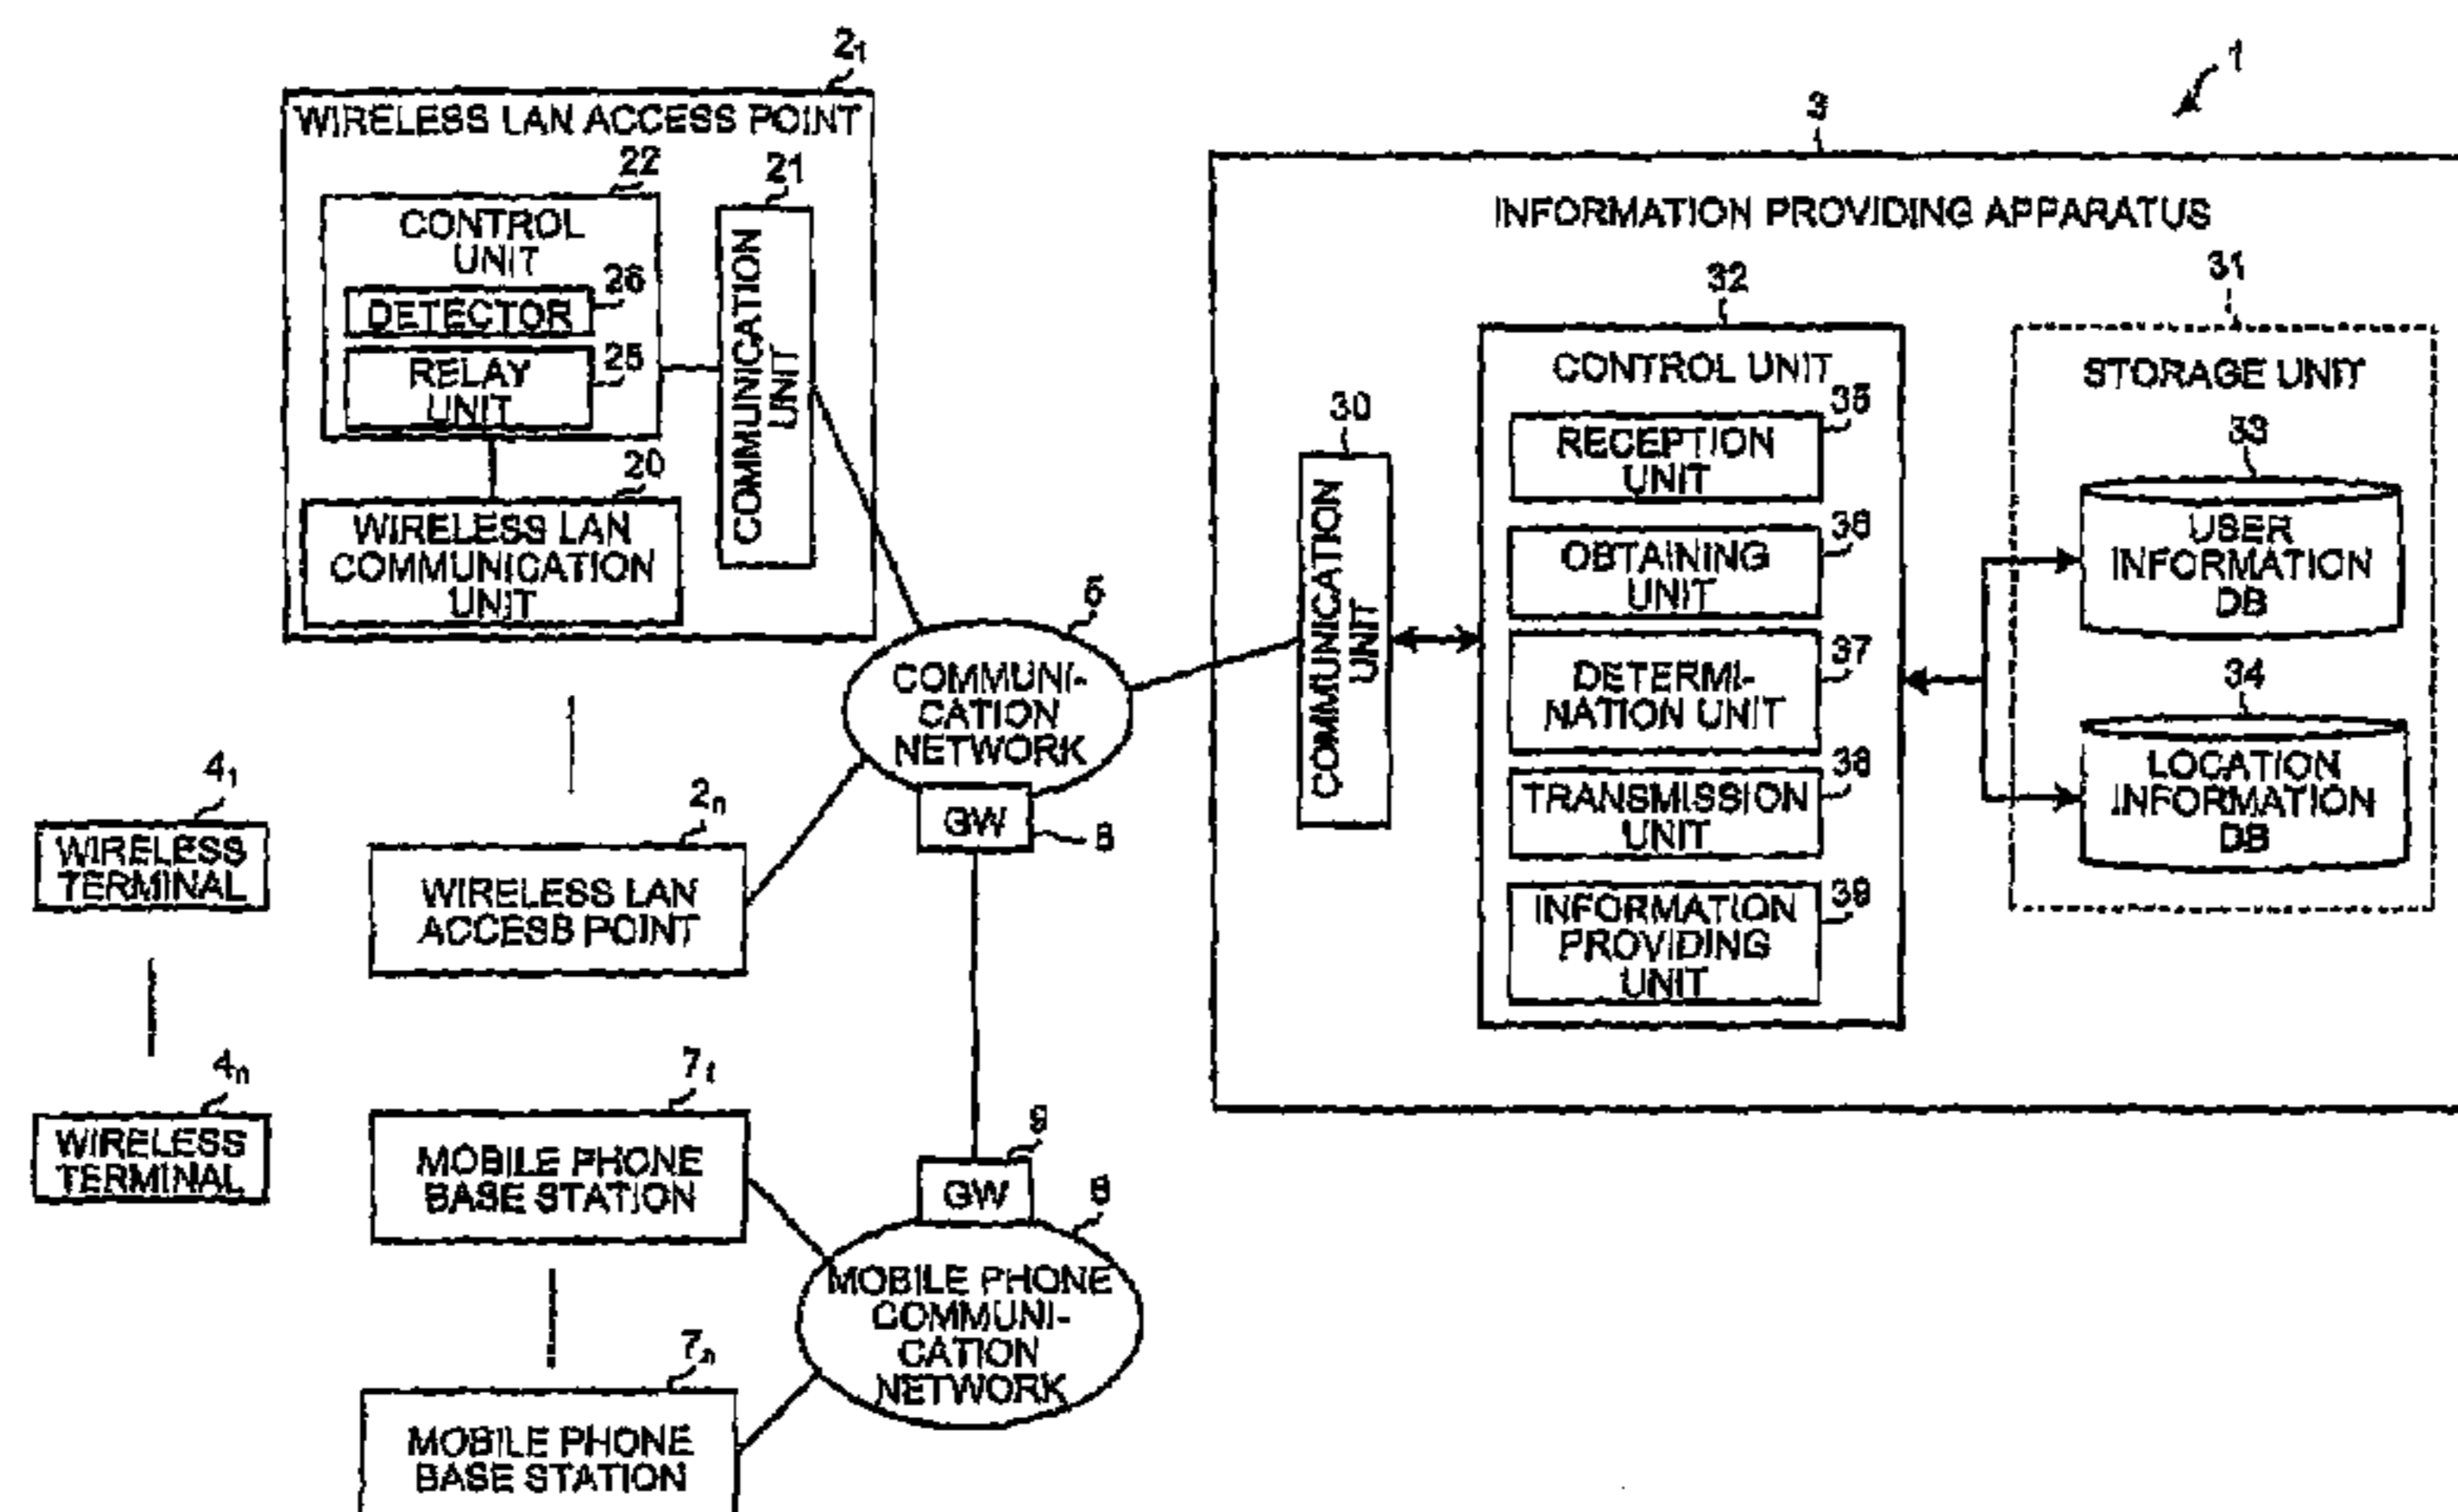 1
2₁
WIRELESS LAN ACCESS POINT
22
CONTROL
UNIT
26
DETECTOR
25
RELAY
UNIT
21
COMMUNICATION
UNIT
20
WIRELESS LAN
COMMUNICATION
UNIT
5
COMMUNI-
CATION
NETWORK
GW
8
2n
WIRELESS LAN
ACCESS POINT
4₁
WIRELESS
TERMINAL
4n
WIRELESS
TERMINAL
7₁
MOBILE PHONE
BASE STATION
7n
MOBILE PHONE
BASE STATION
9
GW
MOBILE PHONE
COMMUNI-
CATION
NETWORK
3
INFORMATION PROVIDING APPARATUS
30
COMMUNICATION
UNIT
32
CONTROL UNIT
35
RECEPTION
UNIT
36
OBTAINING
UNIT
37
DETERMI-
NATION UNIT
38
TRANSMISSION
UNIT
39
INFORMATION
PROVIDING
UNIT
31
STORAGE UNIT
33
USER
INFORMATION
DB
34
LOCATION
INFORMATION
DB